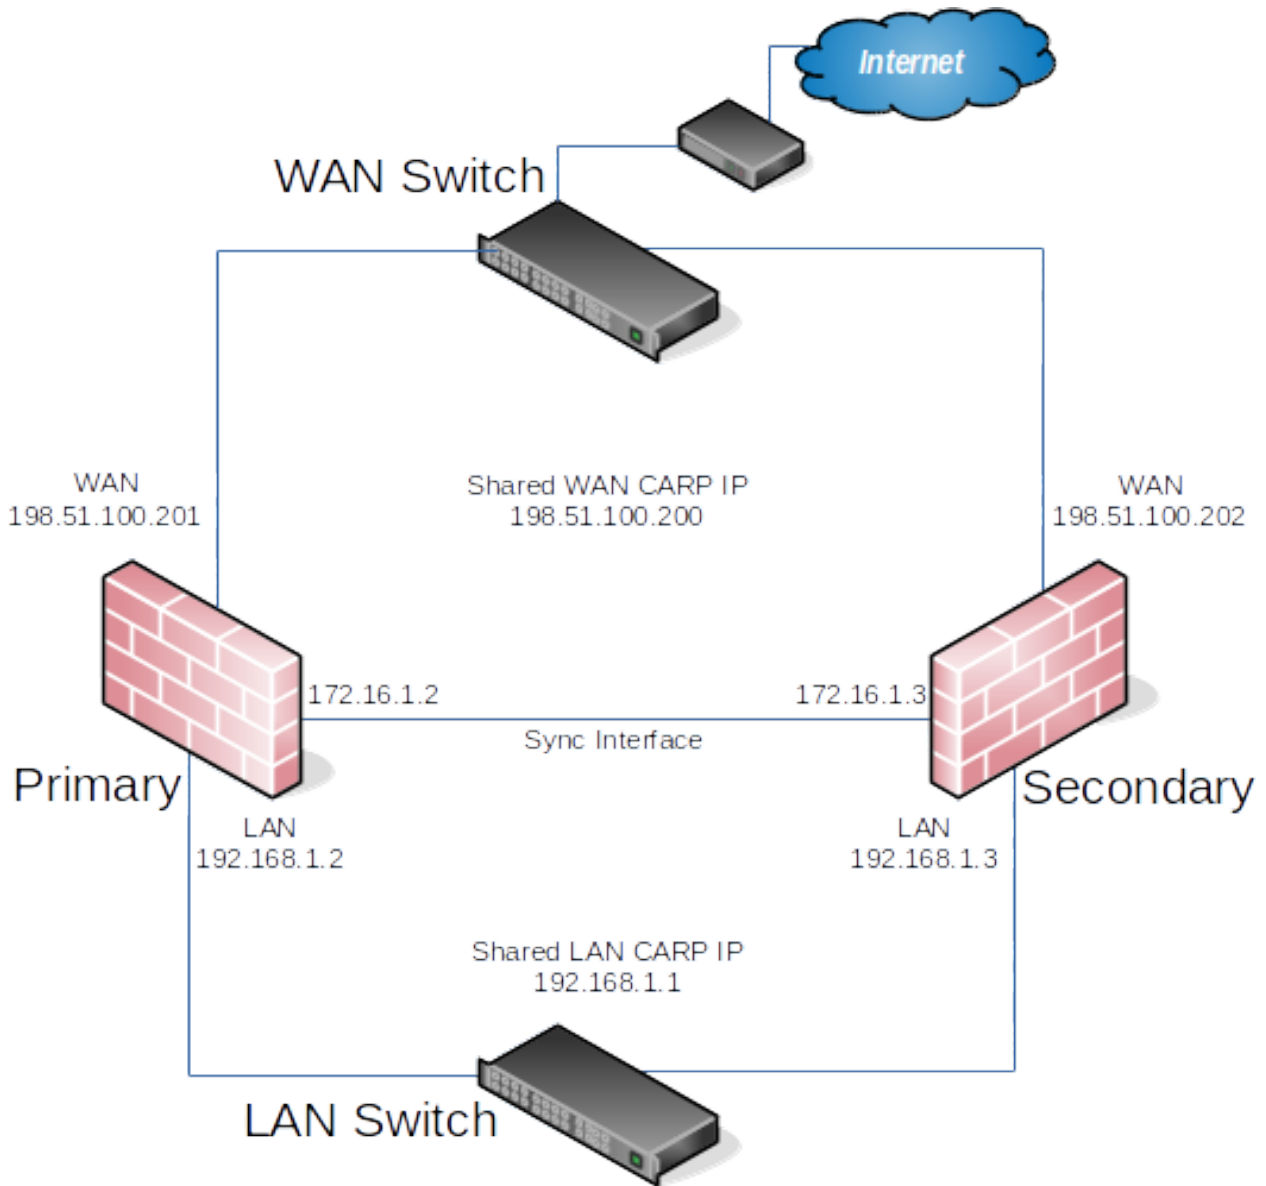 Internet
WAN Switch
WAN
198.51.100.201
Shared WAN CARP IP
198.51.100.200
WAN
198.51.100.202
172.16.1.2
172.16.1.3
Sync Interface
Primary
Secondary
LAN
192.168.1.2
LAN
192.168.1.3
Shared LAN CARP IP
192.168.1.1
LAN Switch